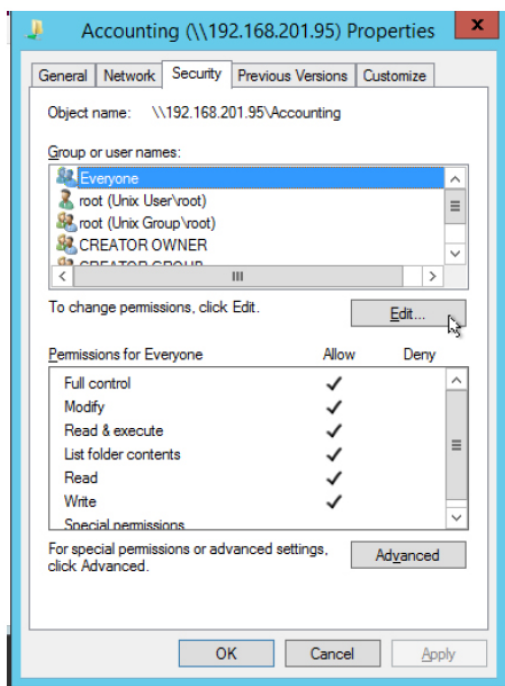 Accounting (\\192.168.201.95) Properties
x
General Network Security Previous Versions Customize
Object name: \\192.168.201.95\Accounting
Group or user names:
Everyone
root (Unix User\root)
root (Unix Group\root)
CREATOR OWNER
CREATOR GROUP
To change permissions, click Edit.
Edit...
Permissions for Everyone Allow Deny
Full control
Modify
Read & execute
List folder contents
Read
Write
Special permissions
For special permissions or advanced settings,
click Advanced.
Advanced
OK Cancel Apply